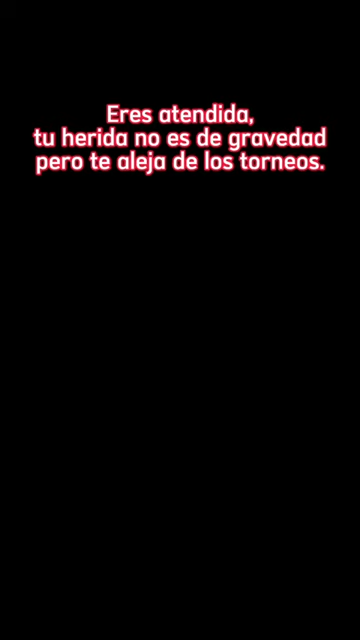 Eres atendida,
tu herida no es de gravedad
pero te aleja de los torneos.